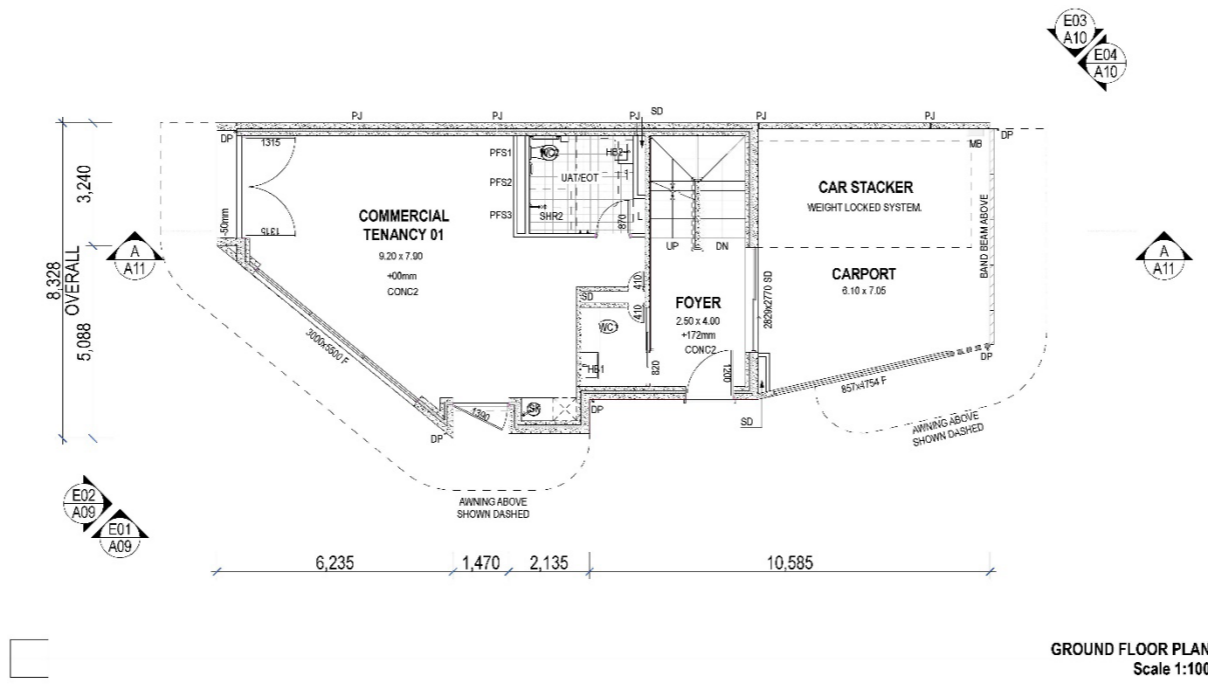 E03
A10
E04
A10
PJ
PJ
PJ
SD
PJ
PJ
DP
1315
PFS1
WC2
HB2
DP
MB
3,240
PFS2
UAT/EOT
CAR STACKER
WEIGHT LOCKED SYSTEM.
COMMERCIAL
TENANCY 01
PFS3
SHR2
870
L
-50mm
1315
UP
DN
BAND BEAM ABOVE
A
A11
9.20 x 7.90
+00mm
CONC2
A
A11
8,328
OVERALL
CARPORT
6.10 x 7.05
410
SD
FOYER
2.50 x 4.00
+172mm
CONC2
2829x2770 SD
5,088
410
WC1
3000x5500 F
HB1
820
1200
DP
857x4754 F
1390
DP
DP
SD
AWNING ABOVE
SHOWN DASHED
E02
A09
AWNING ABOVE
SHOWN DASHED
E01
A09
6,235
1,470
2,135
10,585
GROUND FLOOR PLAN
Scale 1:100